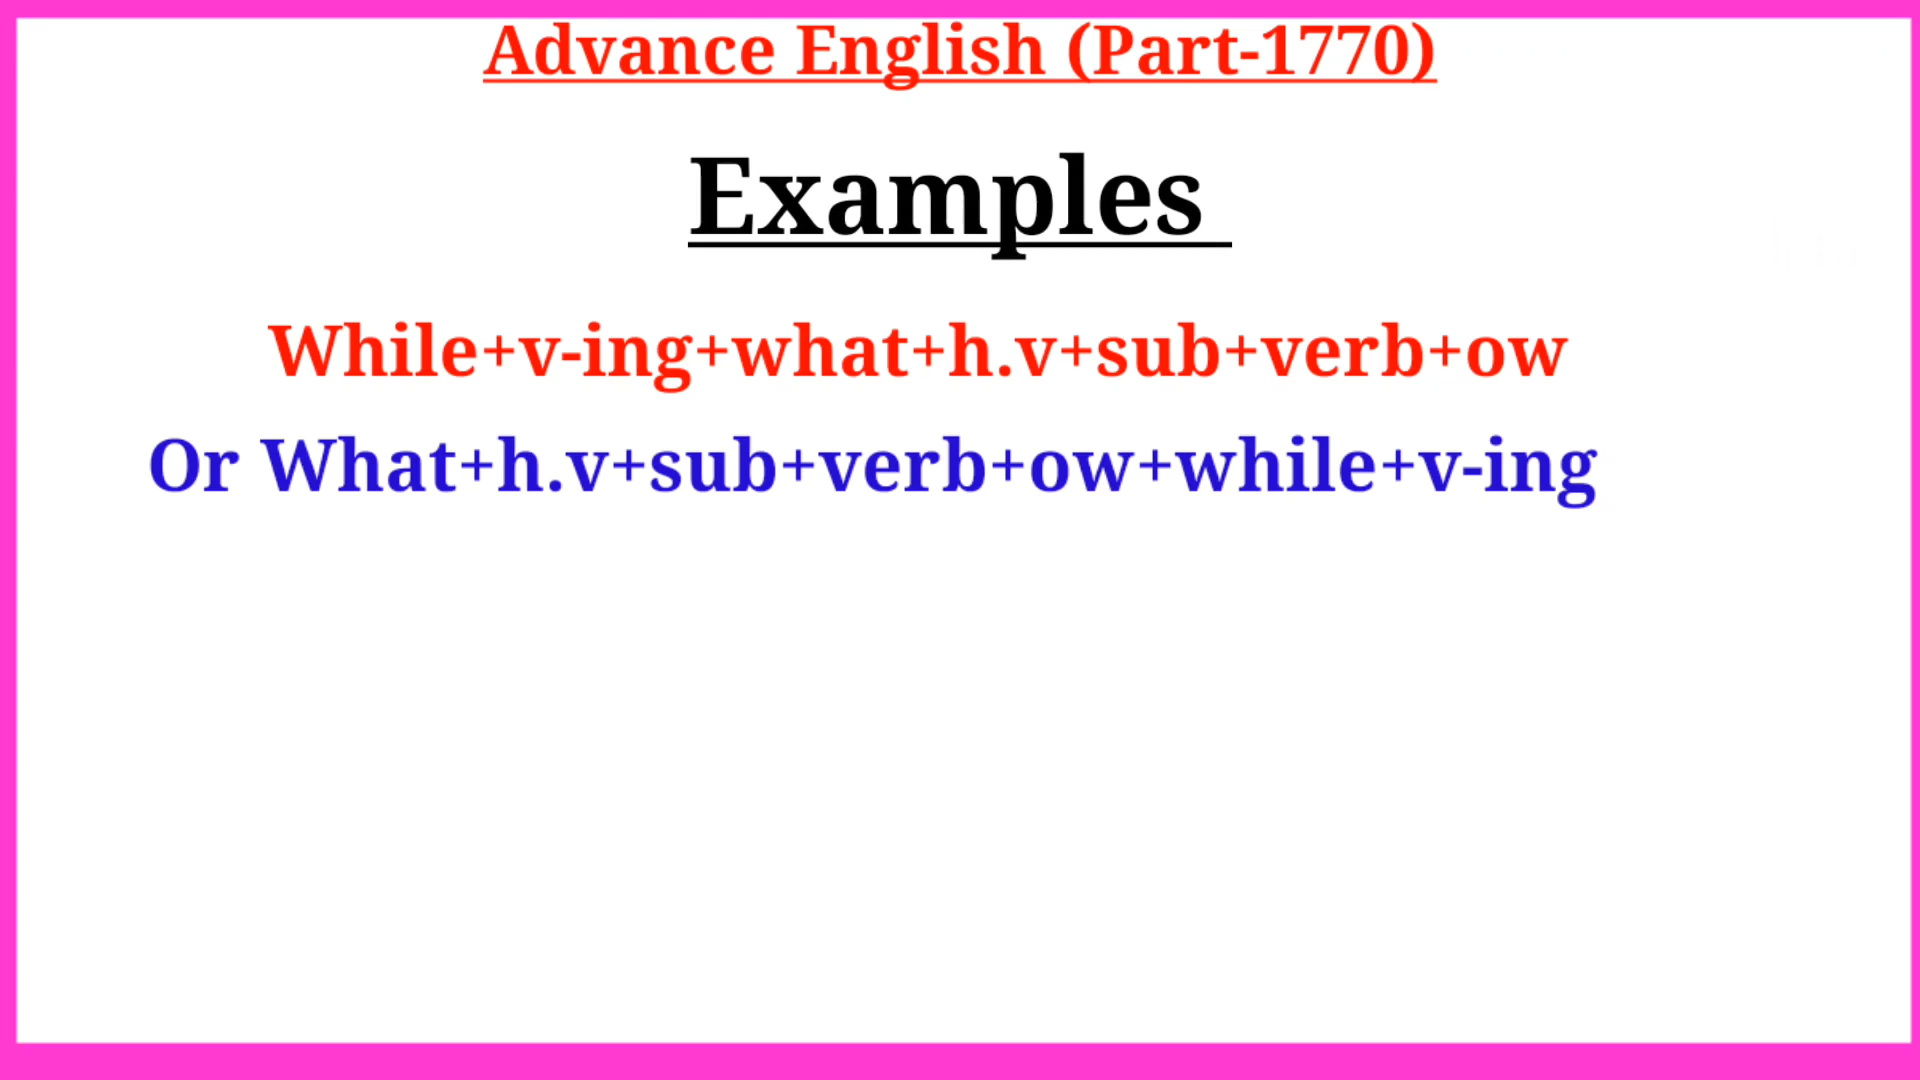 Advance English (Part-1770)
Examples
While+v-ing+what+h.v+sub+verb+ow
Or What+h.v+sub+verb+ow+while+v-ing